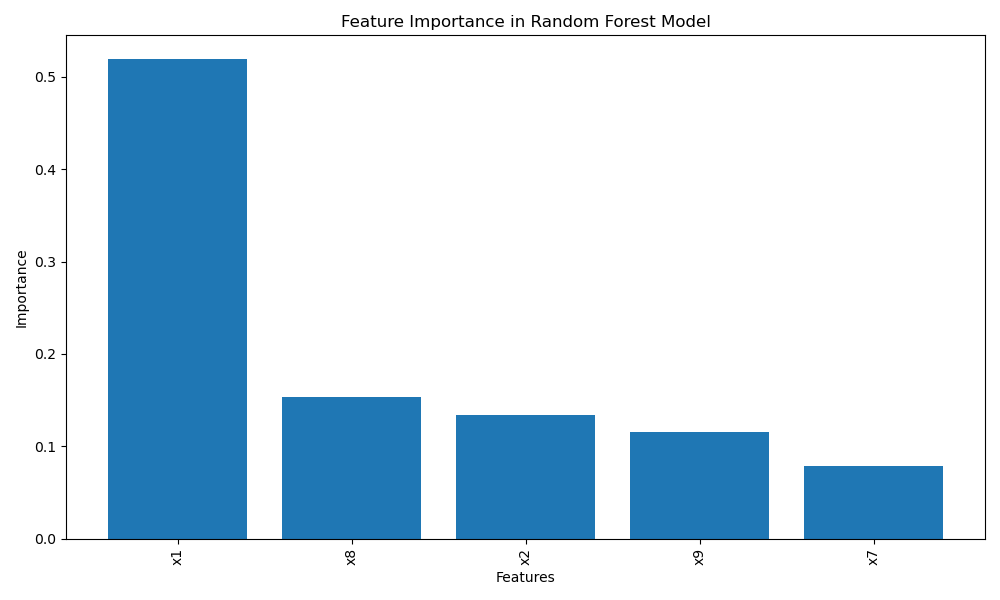 Feature Importance in Random Forest Model
0.5
0.4
0.3
0.2
0.1
0.0
Importance
x1
x8
x2
x9
x7
Features